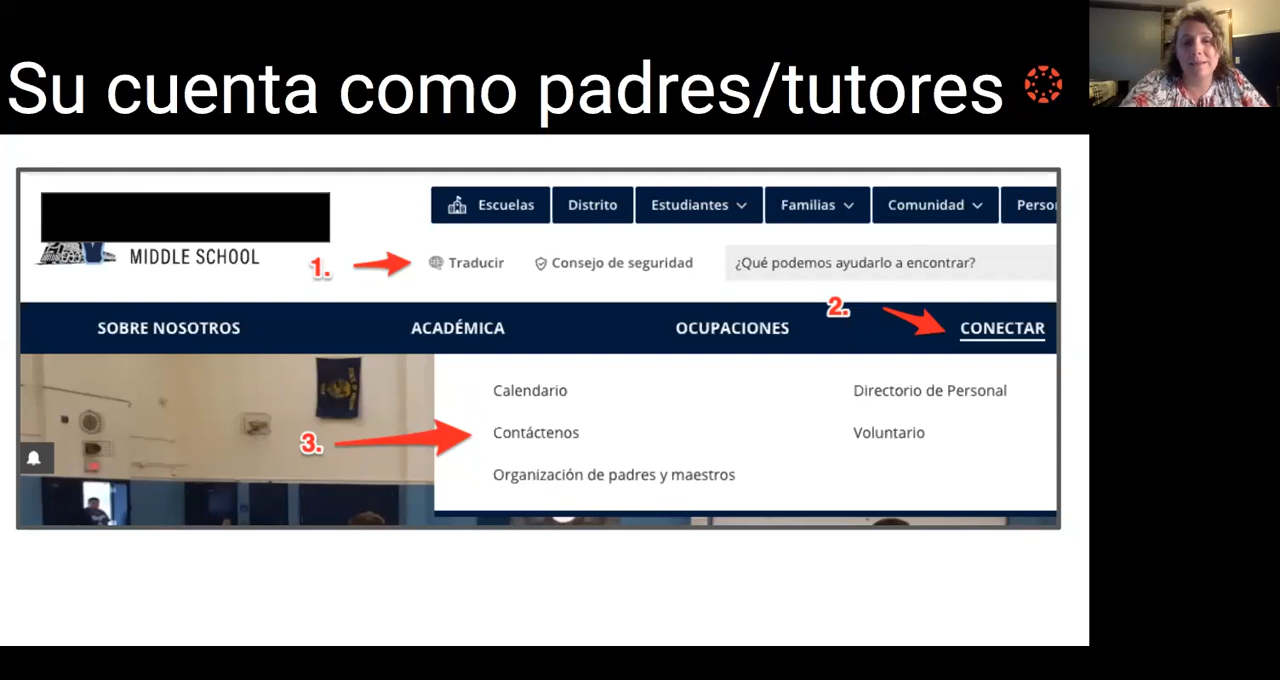 Su cuenta como padres/tutores
Escuelas
Distrito
Estudiantes
Familias
Comunidad
MIDDLE SCHOOL
1.
Traducir
Consejo de seguridad
¿Qué podemos ayudarlo a encontrar?
2.
SOBRE NOSOTROS
ACADÉMICA
OCUPACIONES
CONECTAR
Calendario
Directorio de Personal
3.
Contáctenos
Voluntario
Organización de padres y maestros